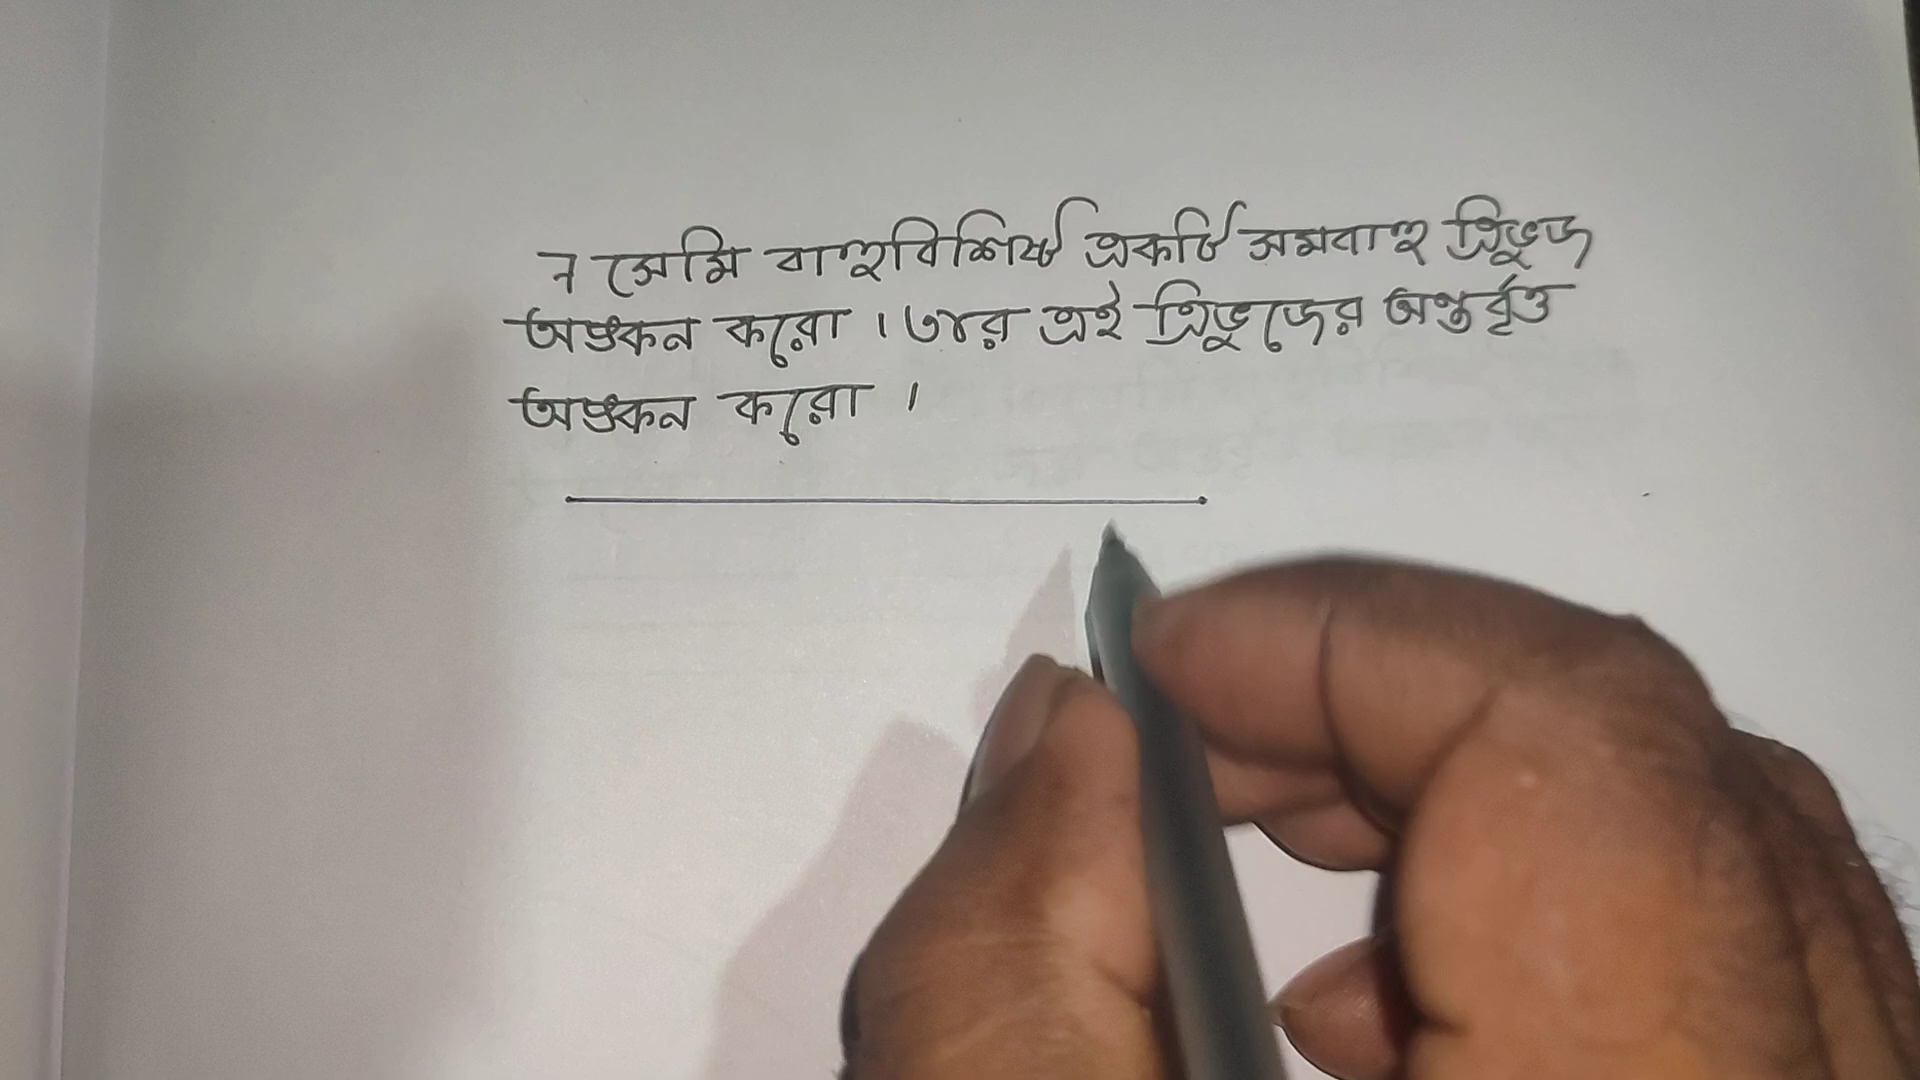 ৭ সেমি বাহুবিশিষ্ট একটি সমবাহু ত্রিভুজ
অঙ্কন করো । তার এই ত্রিভুজের অন্তর্বৃত্ত
অঙ্কন করো ।